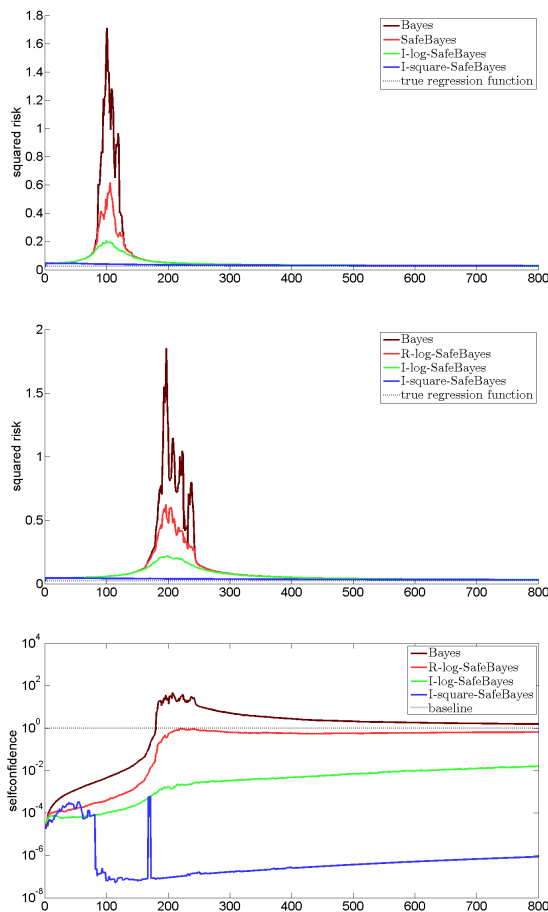 1.8
1.6
1.4
1.2
1
0.8
0.6
0.4
0.2
0
squared risk
0 100 200 300 400 500 600 700 800
Bayes
SafeBayes
I-log-SafeBayes
I-square-SafeBayes
true regression function
2
1.5
1
0.5
0
squared risk
0 100 200 300 400 500 600 700 800
Bayes
R-log-SafeBayes
I-log-SafeBayes
I-square-SafeBayes
true regression function
10^4
10^2
10^0
10^-2
10^-4
10^-6
10^-8
selfconfidence
0 100 200 300 400 500 600 700 800
Bayes
R-log-SafeBayes
I-log-SafeBayes
I-square-SafeBayes
baseline